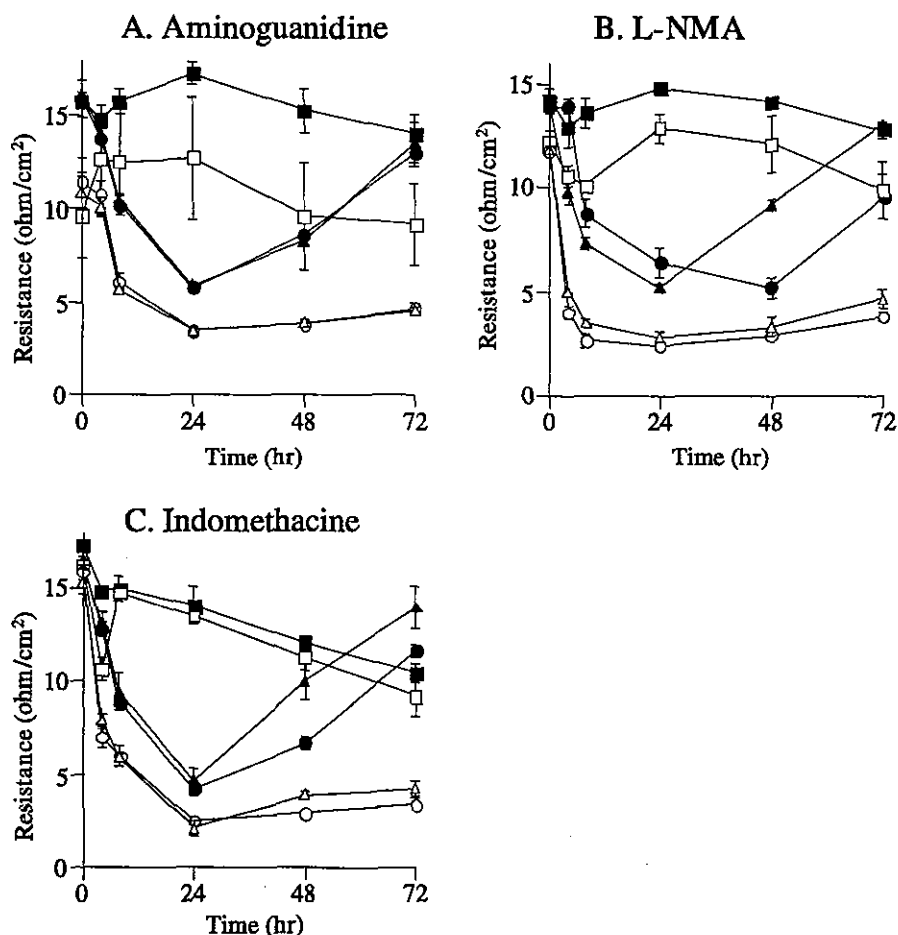 A. Aminoguanidine
Resistance (ohm/cm²)
15
10
5
0
0 24 48 72
Time (hr)
B. L-NMA
Resistance (ohm/cm²)
15
10
5
0
0 24 48 72
Time (hr)
C. Indomethacine
Resistance (ohm/cm²)
15
10
5
0
0 24 48 72
Time (hr)